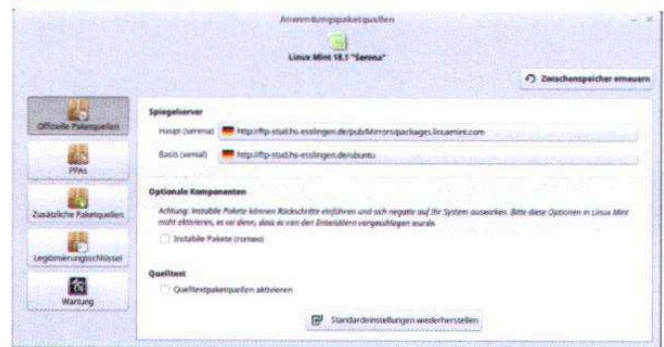 Anwendungspaketquellen
Linux Mint 18.1 "Serena"
Zwischenspeicher erneuern
Offizielle Paketquellen
PPAs
Zusätzliche Paketquellen
Legitimierungsschlüssel
Wartung
Spiegelserver
Haupt (serena) http://ftp-stud.hs-esslingen.de/pub/Mirrors/packages.linuxmint.com
Basis (xenial) http://ftp-stud.hs-esslingen.de/ubuntu
Optionale Komponenten
Achtung: Instabile Pakete können Rückschritte einführen und sich negativ auf Ihr System auswirken. Bitte diese Optionen in Linux Mint
nicht aktivieren, es sei denn, dass es von den Entwicklern vorgeschlagen wurde.
Instabile Pakete (romeo)
Quelltext
Quelltextpaketquellen aktivieren
Standardeinstellungen wiederherstellen